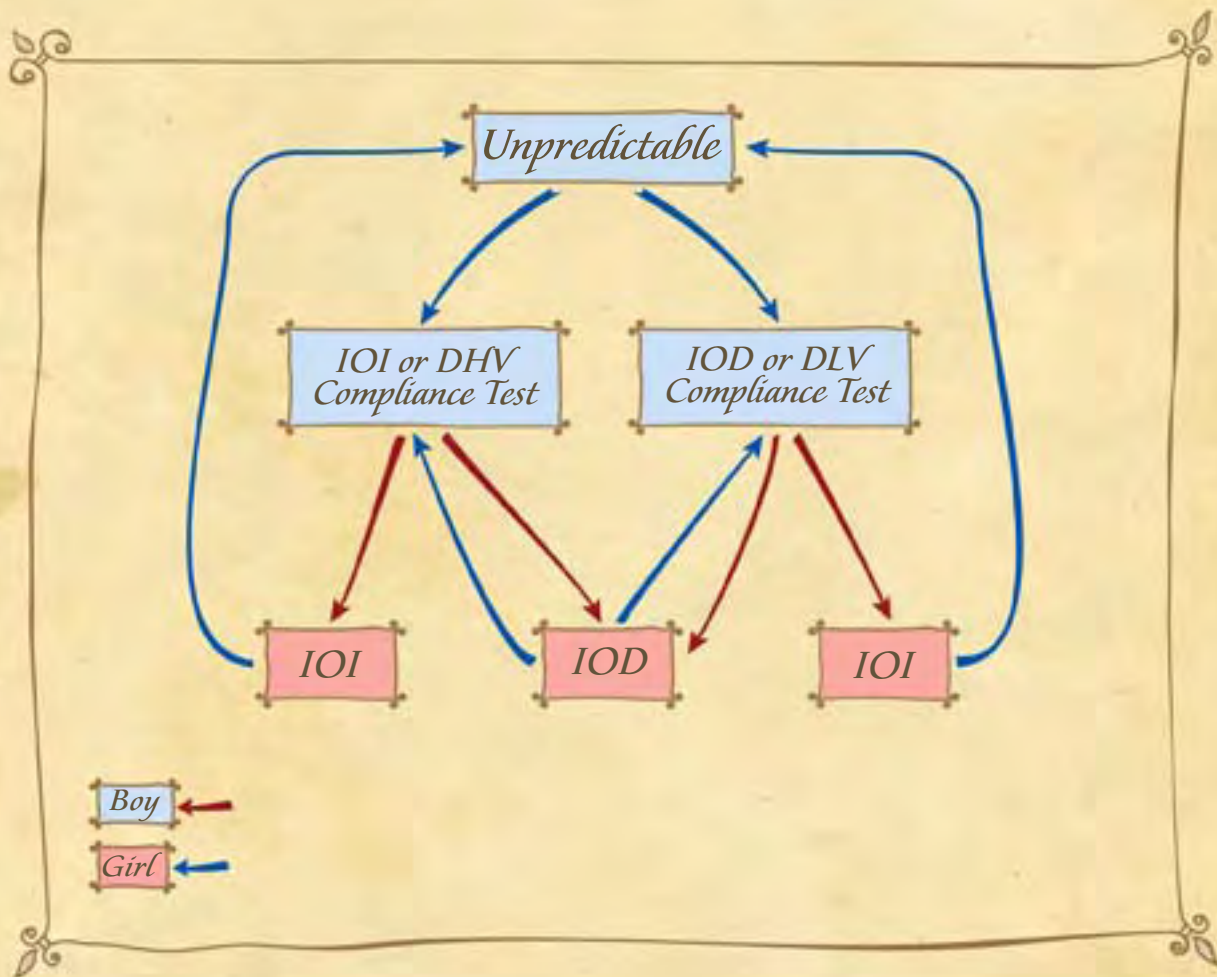 Unpredictable
IOI or DHV
Compliance Test
IOD or DLV
Compliance Test
IOI
IOD
IOI
Boy
Girl